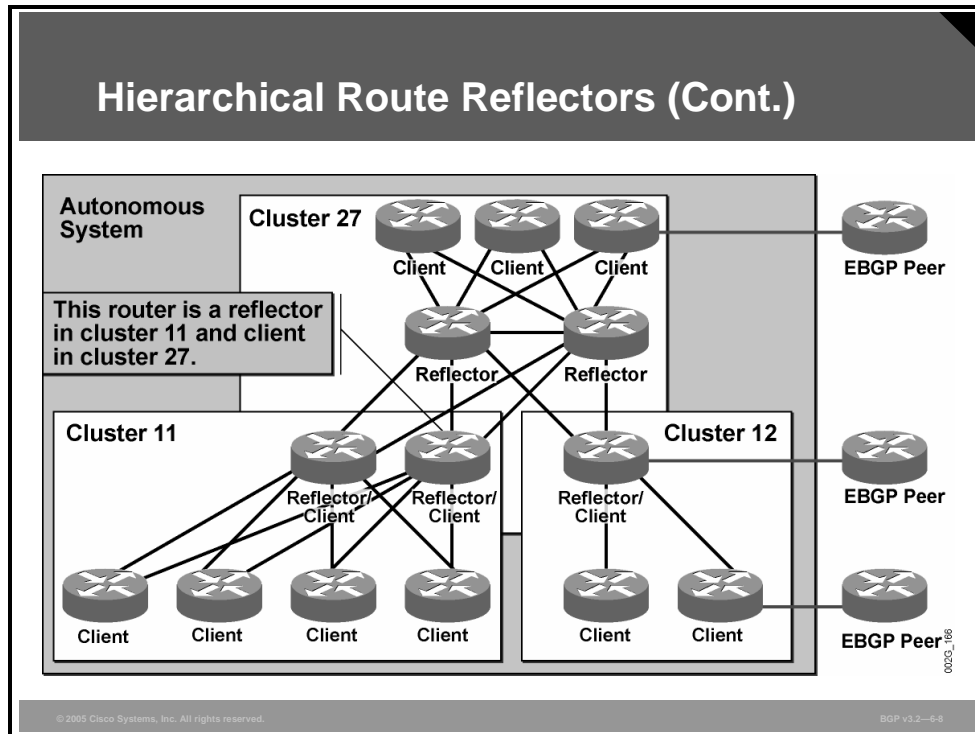 Hierarchical Route Reflectors (Cont.)
Autonomous
System
Cluster 27
Client
Client
Client
EBGP Peer
This router is a reflector
in cluster 11 and client
in cluster 27.
Reflector
Reflector
Cluster 11
Cluster 12
Reflector/
Client
Reflector/
Client
Reflector/
Client
EBGP Peer
Client
Client
Client
Client
Client
Client
EBGP Peer
002G_166
© 2005 Cisco Systems, Inc. All rights reserved.
BGP v3.2—6-8